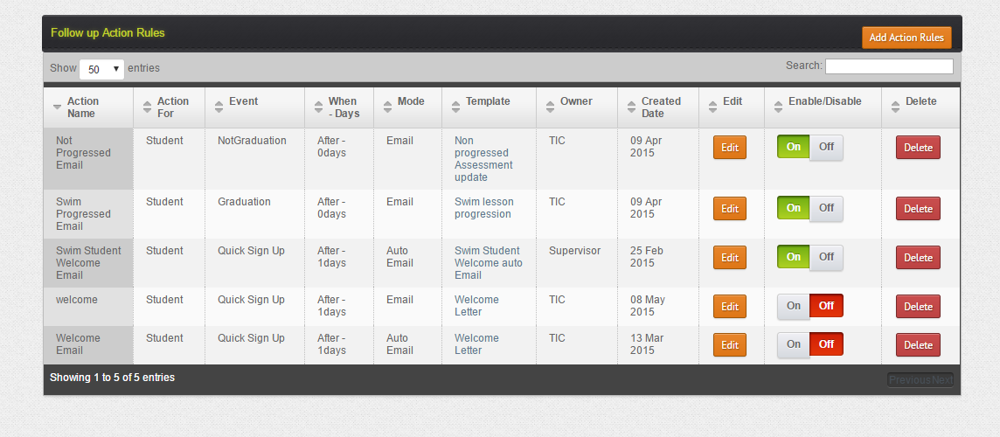 Follow up Action Rules
Add Action Rules
Show 50 entries
Search:
Action Name
Action For
Event
When - Days
Mode
Template
Owner
Created Date
Edit
Enable/Disable
Delete
Not Progressed Email
Student
NotGraduation
After - 0days
Email
Non progressed Assessment update
TIC
09 Apr 2015
Edit
On Off
Delete
Swim Progressed Email
Student
Graduation
After - 0days
Email
Swim lesson progression
TIC
09 Apr 2015
Edit
On Off
Delete
Swim Student Welcome Email
Student
Quick Sign Up
After - 1days
Auto Email
Swim Student Welcome auto Email
Supervisor
25 Feb 2015
Edit
On Off
Delete
welcome
Student
Quick Sign Up
After - 1days
Email
Welcome Letter
TIC
08 May 2015
Edit
On Off
Delete
Welcome Email
Student
Quick Sign Up
After - 1days
Auto Email
Welcome Letter
TIC
13 Mar 2015
Edit
On Off
Delete
Showing 1 to 5 of 5 entries
Previous Next